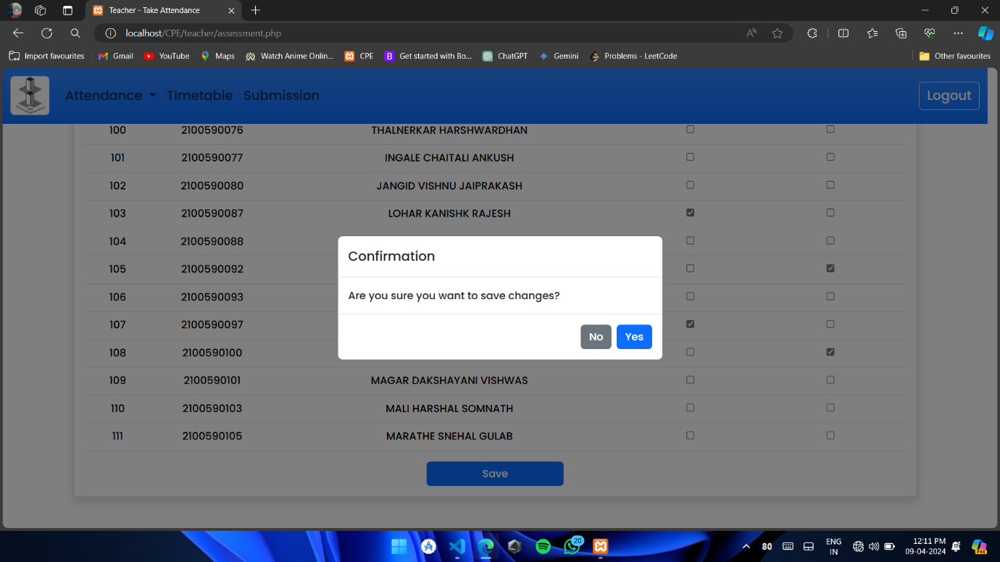 Teacher - Take Attendance
localhost/CPE/teacher/assessment.php
Import favourites Gmail YouTube Maps Watch Anime Onlin... CPE B Get started with Bo... ChatGPT Gemini Problems - LeetCode Other favourites
Attendance Timetable Submission Logout
100 2100590076 THALNERKAR HARSHWARDHAN
101 2100590077 INGALE CHAITALI ANKUSH
102 2100590080 JANGID VISHNU JAIPRAKASH
103 2100590087 LOHAR KANISHK RAJESH
104 2100590088
105 2100590092
106 2100590093
107 2100590097
108 2100590100
109 2100590101 MAGAR DAKSHAYANI VISHWAS
110 2100590103 MALI HARSHAL SOMNATH
111 2100590105 MARATHE SNEHAL GULAB
Confirmation
Are you sure you want to save changes?
No Yes
Save
20
80
ENG
IN
12:11 PM
09-04-2024
PRE